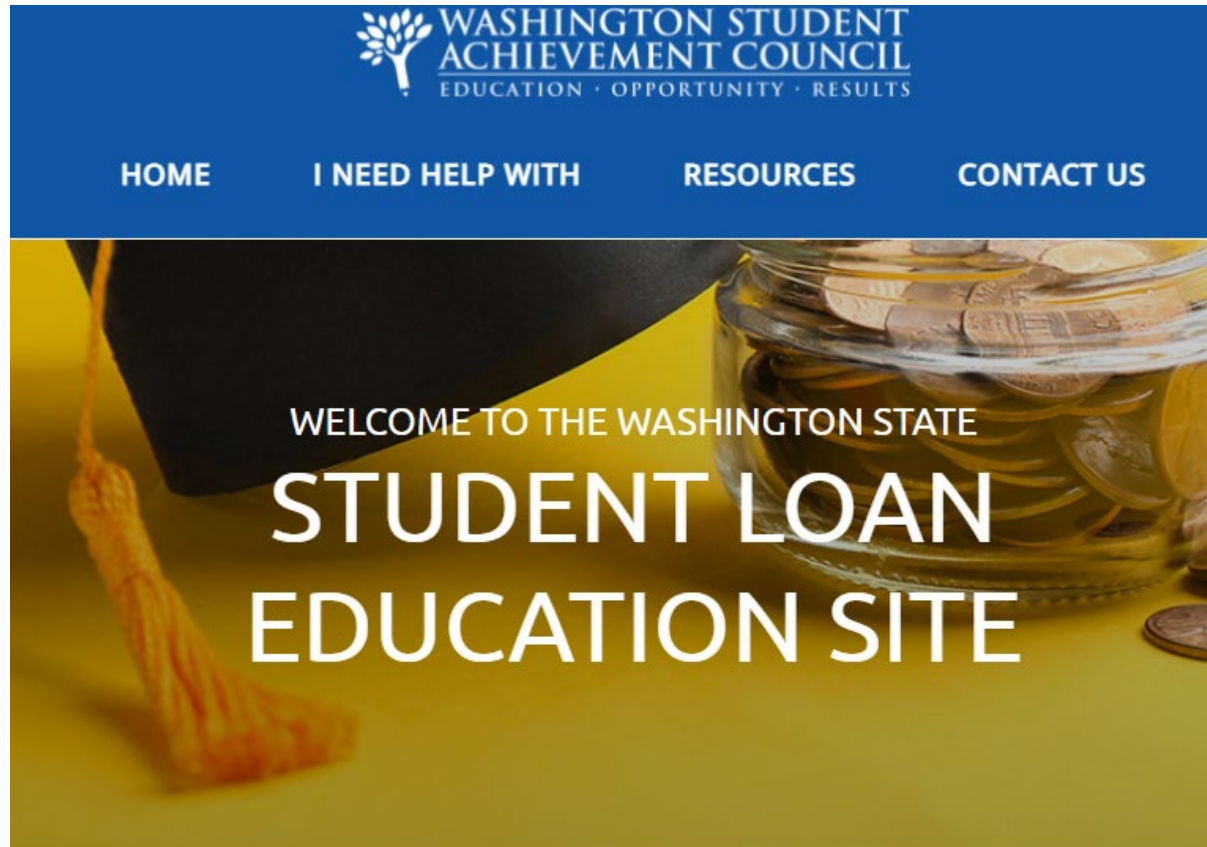 WASHINGTON STUDENT
ACHIEVEMENT COUNCIL
EDUCATION · OPPORTUNITY · RESULTS
HOME I NEED HELP WITH RESOURCES CONTACT US
WELCOME TO THE WASHINGTON STATE
STUDENT LOAN
EDUCATION SITE